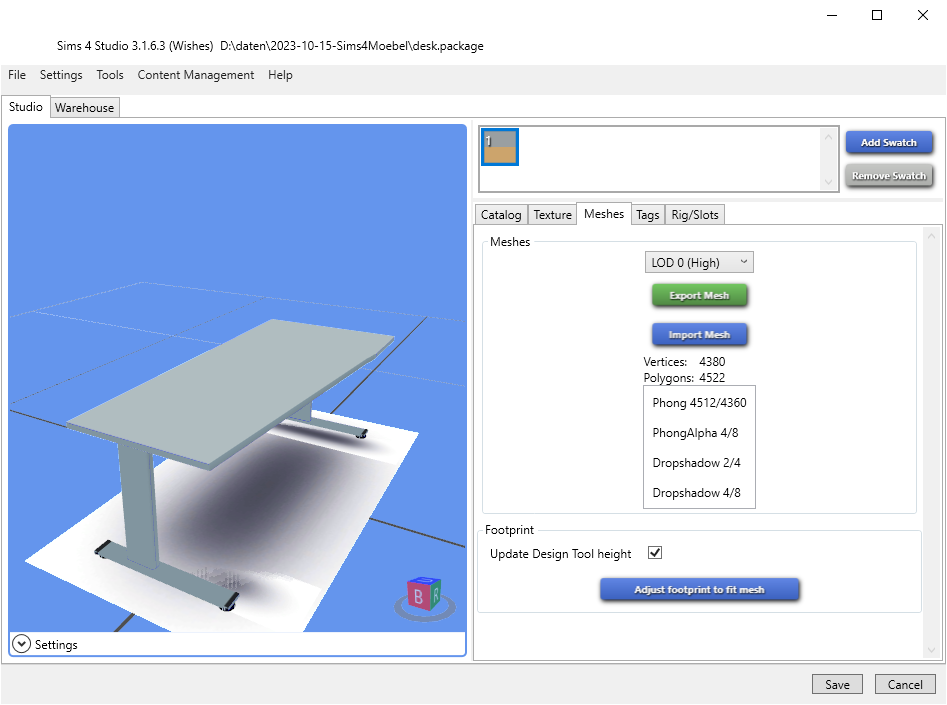 Sims 4 Studio 3.1.6.3 (Wishes) D:\daten\2023-10-15-Sims4Moebel\desk.package
File Settings Tools Content Management Help
Studio Warehouse
1
Add Swatch
Remove Swatch
Catalog Texture Meshes Tags Rig/Slots
Meshes
LOD 0 (High)
Export Mesh
Import Mesh
Vertices: 4380
Polygons: 4522
Phong 4512/4360
PhongAlpha 4/8
Dropshadow 2/4
Dropshadow 4/8
Footprint
Update Design Tool height
Adjust footprint to fit mesh
B R
Settings
Save Cancel